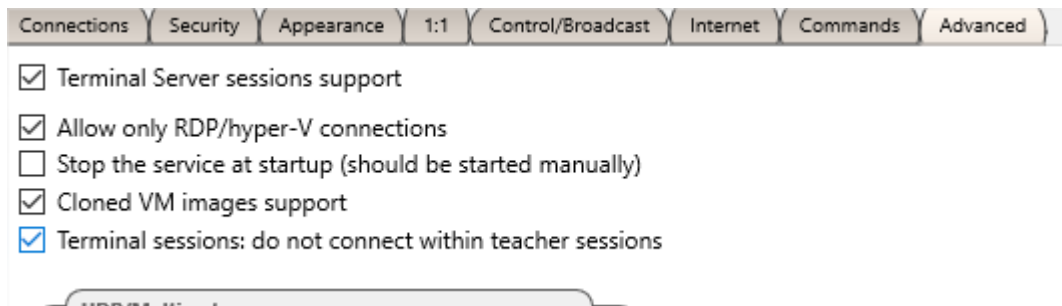 Connections Security Appearance 1:1 Control/Broadcast Internet Commands Advanced
Terminal Server sessions support
Allow only RDP/hyper-V connections
Stop the service at startup (should be started manually)
Cloned VM images support
Terminal sessions: do not connect within teacher sessions